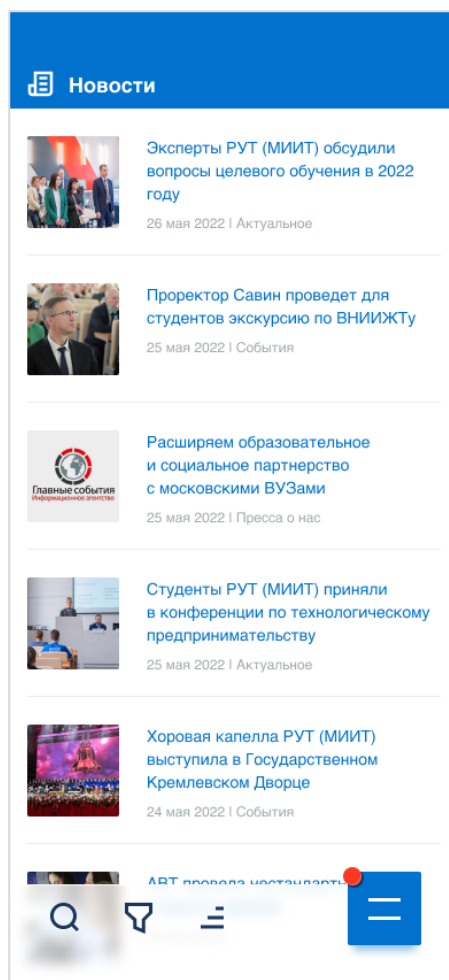 Новости
Эксперты РУТ (МИИТ) обсудили
вопросы целевого обучения в 2022
году
26 мая 2022 | Актуальное
Проректор Савин проведет для
студентов экскурсию по ВНИИЖТу
25 мая 2022 | События
Главные события
Информационное агентство
Расширяем образовательное
и социальное партнерство
с московскими ВУЗами
25 мая 2022 | Пресса о нас
Студенты РУТ (МИИТ) приняли
в конференции по технологическому
предпринимательству
25 мая 2022 | Актуальное
Хоровая капелла РУТ (МИИТ)
выступила в Государственном
Кремлевском Дворце
24 мая 2022 | События
АВТ провела нестандартн